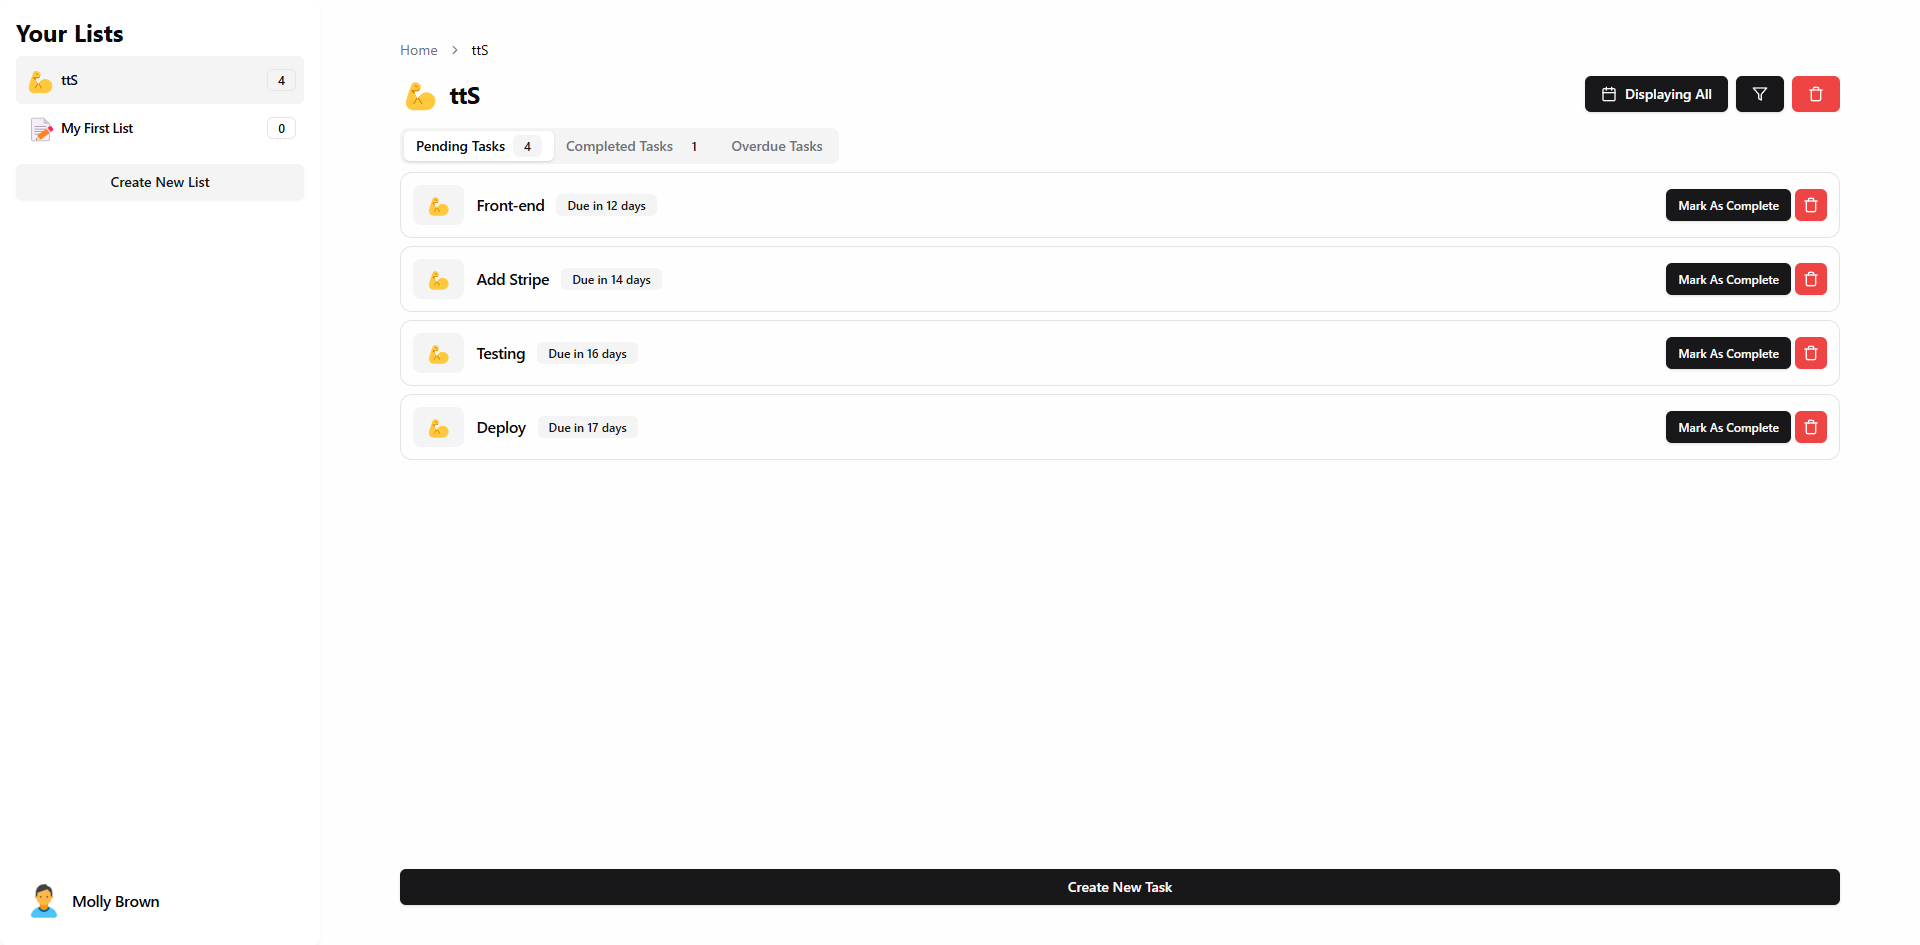 Your Lists
ttS 4
My First List 0
Create New List
Molly Brown
Home > ttS
ttS
Displaying All
Pending Tasks 4 Completed Tasks 1 Overdue Tasks
Front-end Due in 12 days Mark As Complete
Add Stripe Due in 14 days Mark As Complete
Testing Due in 16 days Mark As Complete
Deploy Due in 17 days Mark As Complete
Create New Task